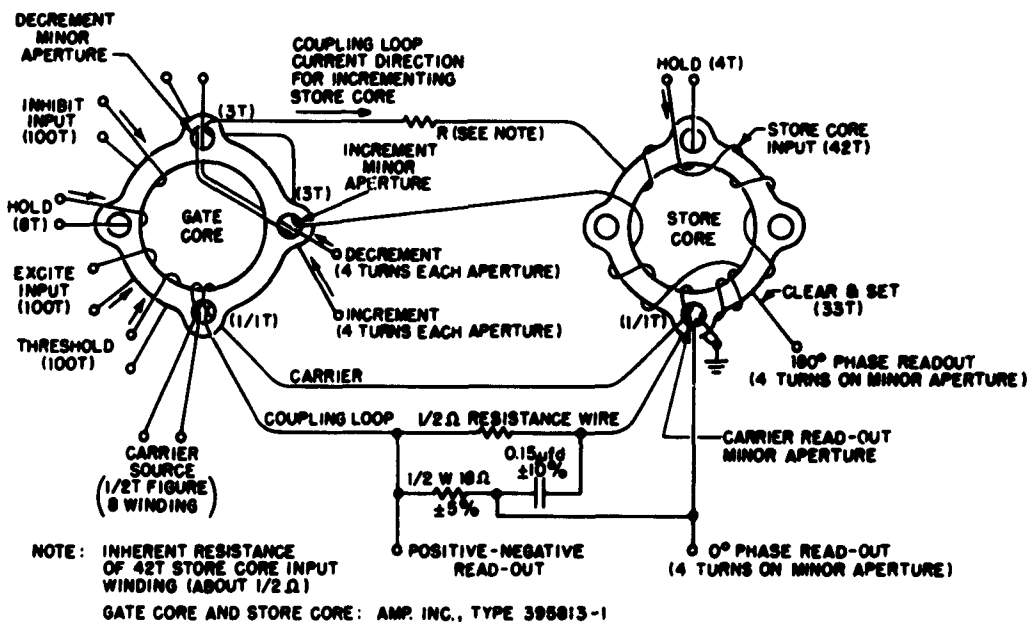 DECREMENT
MINOR
APERTURE
COUPLING LOOP
CURRENT DIRECTION
FOR INCREMENTING
STORE CORE
HOLD (4T)
INHIBIT
INPUT
(100T)
(3T)
R (SEE NOTE)
STORE CORE
INPUT (42T)
INCREMENT
MINOR
APERTURE
(3T)
HOLD
(8T)
GATE
CORE
STORE
CORE
DECREMENT
(4 TURNS EACH APERTURE)
EXCITE
INPUT
(100T)
CLEAR & SET
(33T)
INCREMENT
(4 TURNS EACH APERTURE)
(1/1T)
(1/1T)
THRESHOLD
(100T)
180° PHASE READOUT
(4 TURNS ON MINOR APERTURE)
CARRIER
COUPLING LOOP
1/2 Ω RESISTANCE WIRE
CARRIER READ-OUT
MINOR APERTURE
CARRIER
SOURCE
(1/2T FIGURE
8 WINDING)
0.15 µfd
±10%
1/2 W 18Ω
±5%
POSITIVE-NEGATIVE
READ-OUT
0° PHASE READ-OUT
(4 TURNS ON MINOR APERTURE)
NOTE: INHERENT RESISTANCE
OF 42T STORE CORE INPUT
WINDING (ABOUT 1/2 Ω)
GATE CORE AND STORE CORE: AMP. INC., TYPE 395813-1